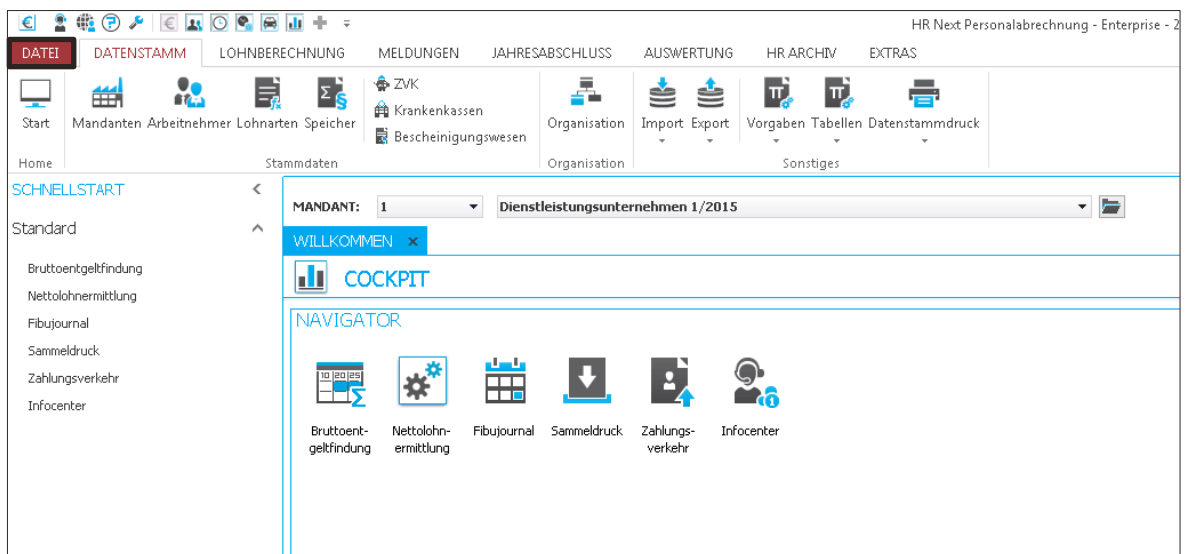 HR Next Personalabrechnung - Enterprise - 2
DATEI DATENSTAMM LOHNBERECHNUNG MELDUNGEN JAHRESABSCHLUSS AUSWERTUNG HR ARCHIV EXTRAS
ZVK
Krankenkassen
Bescheinigungswesen
Start Mandanten Arbeitnehmer Lohnarten Speicher Organisation Import Export Vorgaben Tabellen Datenstammdruck
Home Stammdaten Organisation Sonstiges
SCHNELLSTART
Standard
Bruttoentgeltfindung
Nettolohnermittlung
Fibujournal
Sammeldruck
Zahlungsverkehr
Infocenter
MANDANT: 1 Dienstleistungsunternehmen 1/2015
WILLKOMMEN
COCKPIT
NAVIGATOR
10 20 25
Bruttoent-
geltfindung
Nettolohn-
ermittlung
Fibujournal
Sammeldruck
Zahlungs-
verkehr
Infocenter